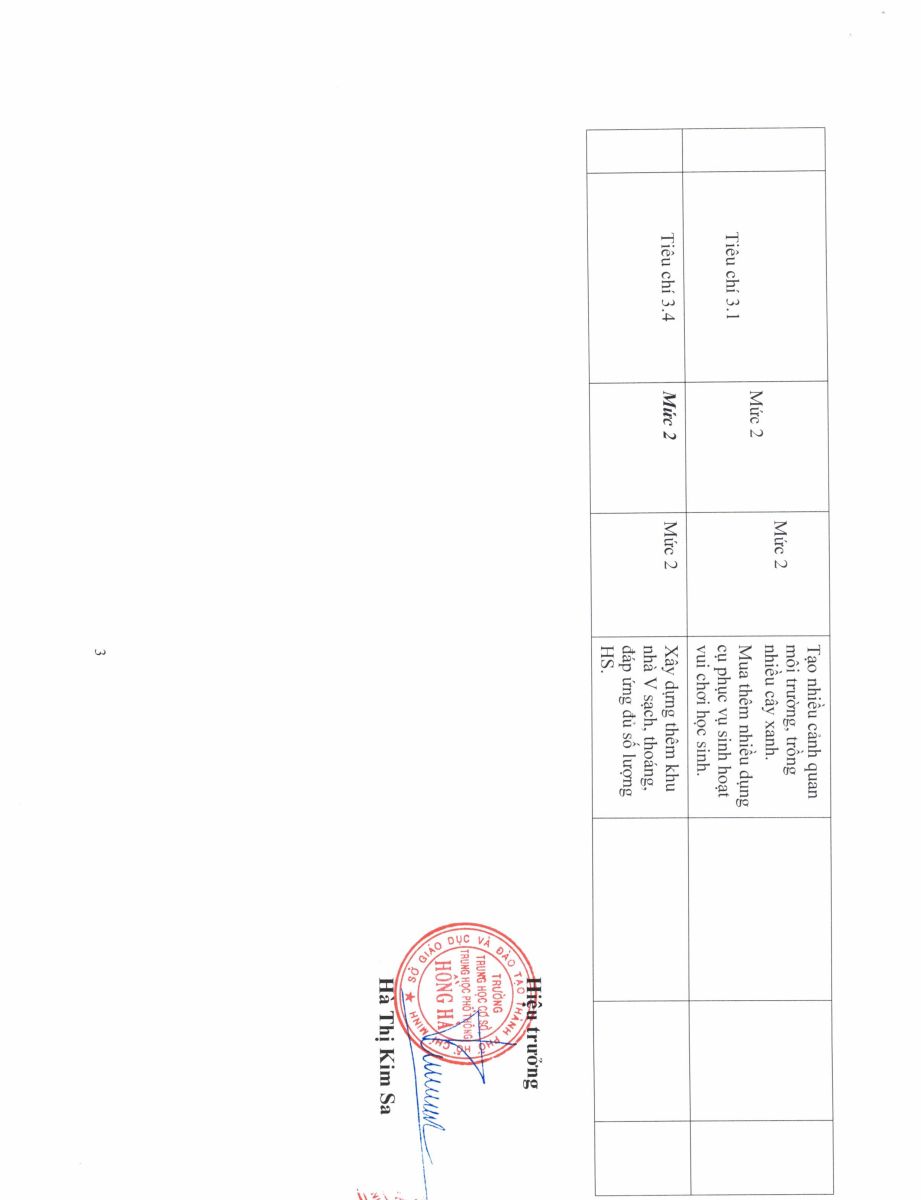 Tiêu chí 3.1
Mức 2
Mức 2
Tạo nhiều cảnh quan
môi trường, trồng
nhiều cây xanh.
Mua thêm nhiều dụng
cụ phục vụ sinh hoạt
vui chơi học sinh.
Tiêu chí 3.4
Mức 2
Mức 2
Xây dựng thêm khu
nhà V sạch, thoáng,
đáp ứng đủ số lượng
HS.
Hiệu trưởng
SỞ GIÁO DỤC VÀ ĐÀO TẠO THÀNH PHỐ HỒ CHÍ MINH
TRƯỜNG
TRUNG HỌC CƠ SỞ
TRUNG HỌC PHỔ THÔNG
HỒNG HÀ
Hà Thị Kim Sa
3